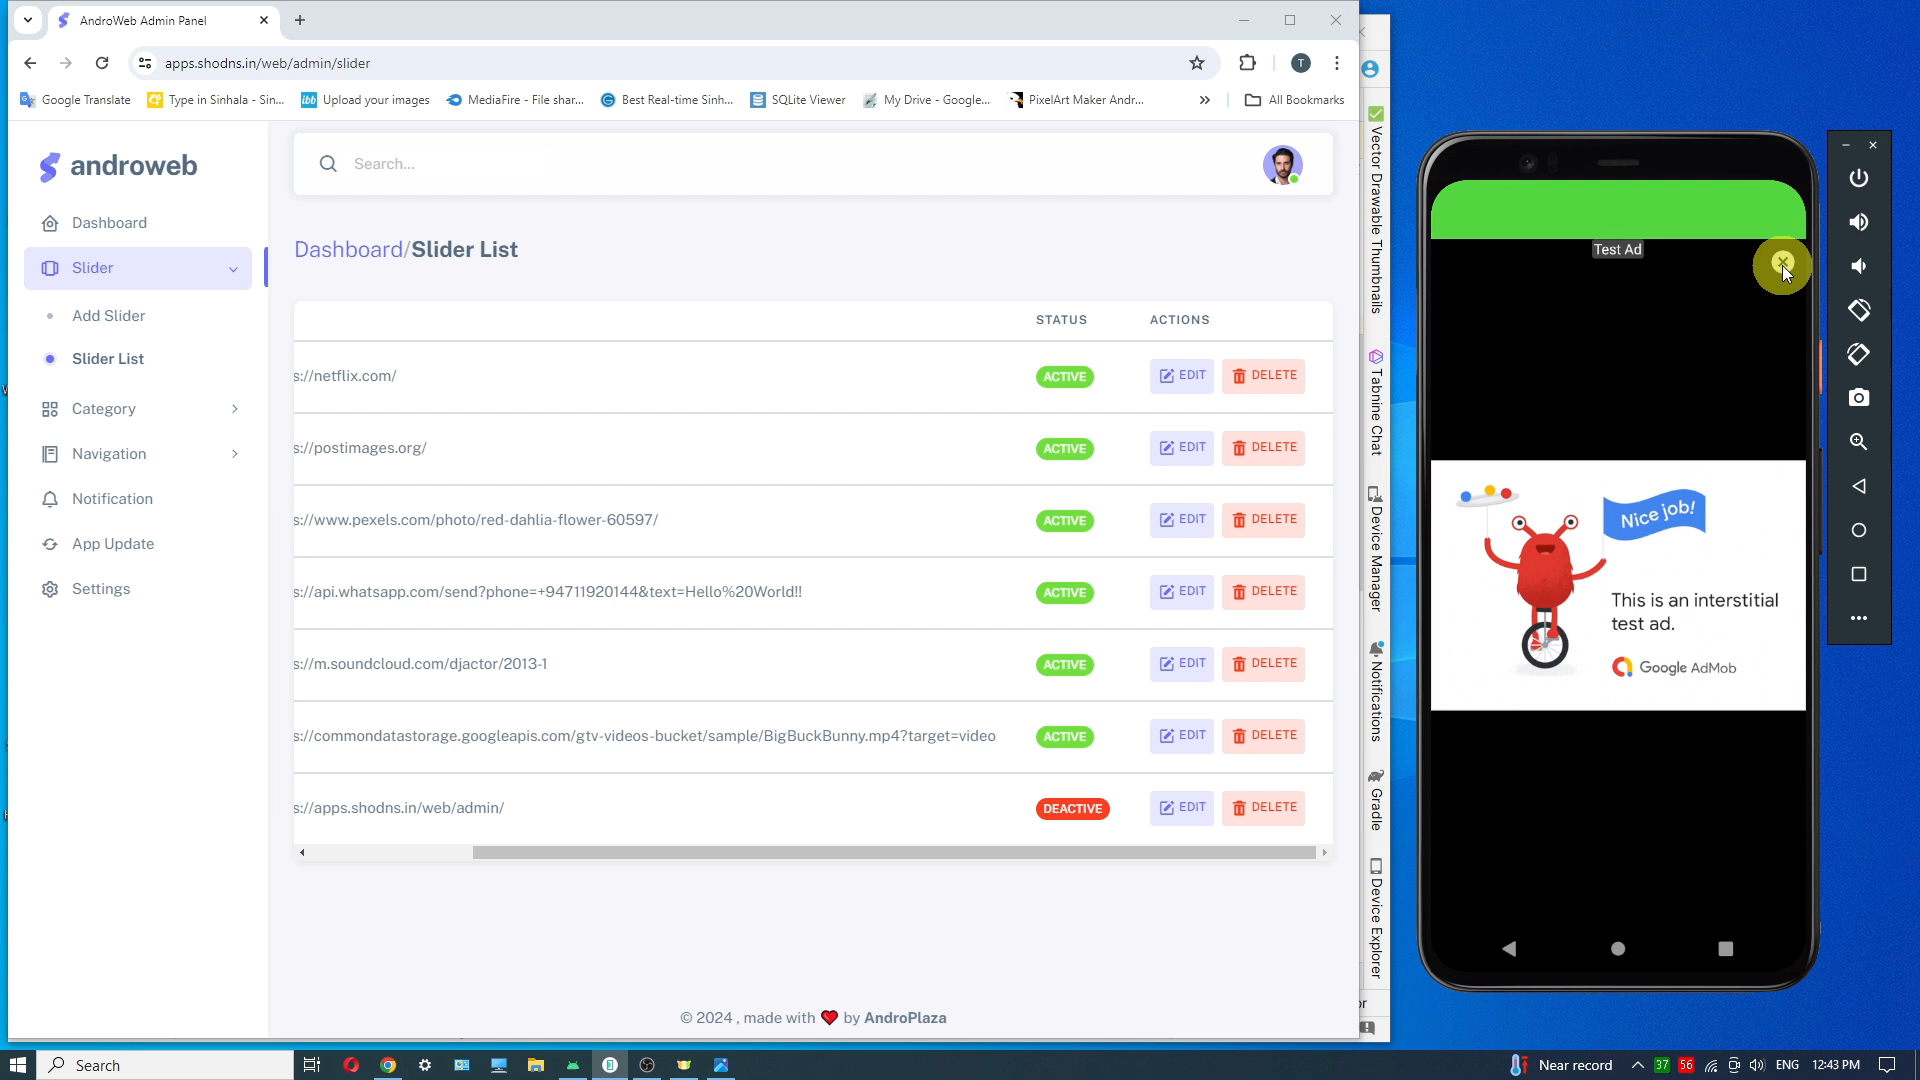 AndroWeb Admin Panel
apps.shodns.in/web/admin/slider
T
Google Translate
Type in Sinhala - Sin...
Upload your images
MediaFire - File shar...
Best Real-time Sinh...
SQLite Viewer
My Drive - Google...
PixelArt Maker Andr...
»
All Bookmarks
androweb
Search...
Dashboard
Slider
Add Slider
Slider List
Category
Navigation
Notification
App Update
Settings
Dashboard/Slider List
STATUS ACTIONS
s://netflix.com/ ACTIVE EDIT DELETE
s://postimages.org/ ACTIVE EDIT DELETE
s://www.pexels.com/photo/red-dahlia-flower-60597/ ACTIVE EDIT DELETE
s://api.whatsapp.com/send?phone=+94711920144&text=Hello%20World!! ACTIVE EDIT DELETE
s://m.soundcloud.com/djactor/2013-1 ACTIVE EDIT DELETE
s://commondatastorage.googleapis.com/gtv-videos-bucket/sample/BigBuckBunny.mp4?target=video ACTIVE EDIT DELETE
s://apps.shodns.in/web/admin/ DEACTIVE EDIT DELETE
© 2024 , made with ❤ by AndroPlaza
Vector Drawable Thumbnails
Tabnine Chat
Device Manager
Notifications
Gradle
Device Explorer
or
Test Ad
Nice job!
This is an interstitial
test ad.
Google AdMob
Search
Near record
37
56
ENG
12:43 PM